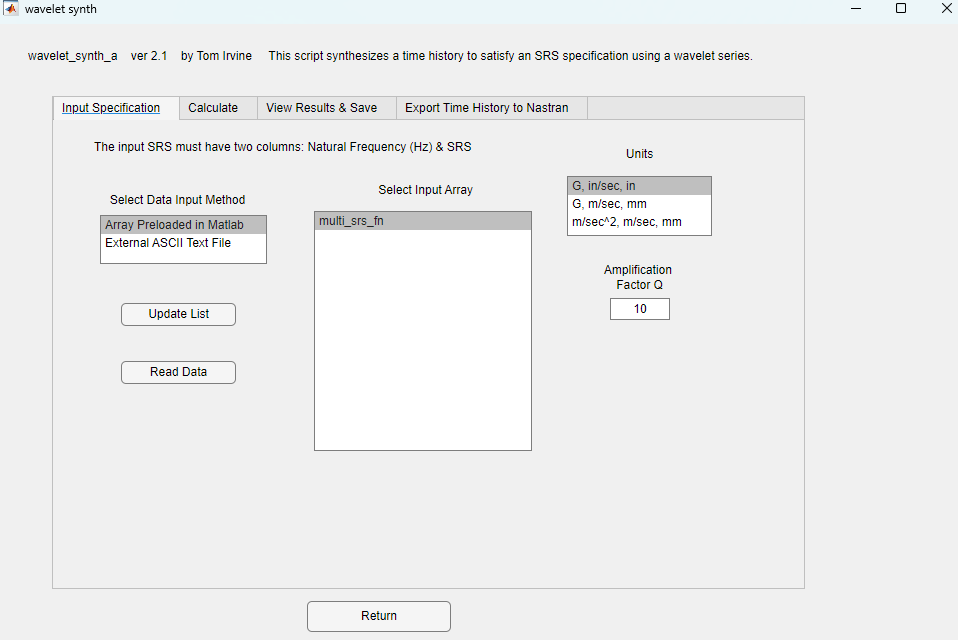 wavelet synth
wavelet_synth_a ver 2.1 by Tom Irvine This script synthesizes a time history to satisfy an SRS specification using a wavelet series.
Input Specification Calculate View Results & Save Export Time History to Nastran
The input SRS must have two columns: Natural Frequency (Hz) & SRS
Units
Select Data Input Method
Select Input Array
Array Preloaded in Matlab
External ASCII Text File
multi_srs_fn
G, in/sec, in
G, m/sec, mm
m/sec^2, m/sec, mm
Amplification
Factor Q
10
Update List
Read Data
Return